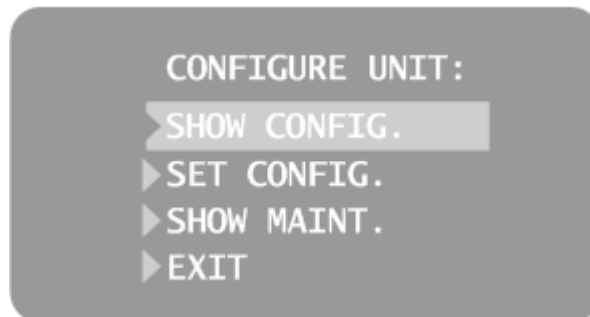 CONFIGURE UNIT:
SHOW CONFIG.
SET CONFIG.
SHOW MAINT.
EXIT